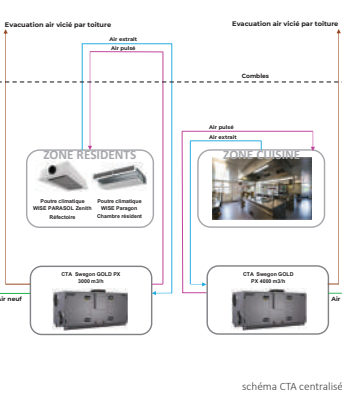 Evacuation air vicié par toiture
Evacuation air vicié par toiture
Air extrait
Air pulsé
Combles
Air pulsé
Air extrait
ZONE RÉSIDENTS
ZONE CUISINE
Poutre climatique
WISE PARASOL Zenith
Réfectoire
Poutre climatique
WISE Paragon
Chambre résident
CTA Swegon GOLD PX
3000 m3/h
CTA Swegon GOLD
PX 4000 m3/h
Air neuf
Air
schéma CTA centralisé